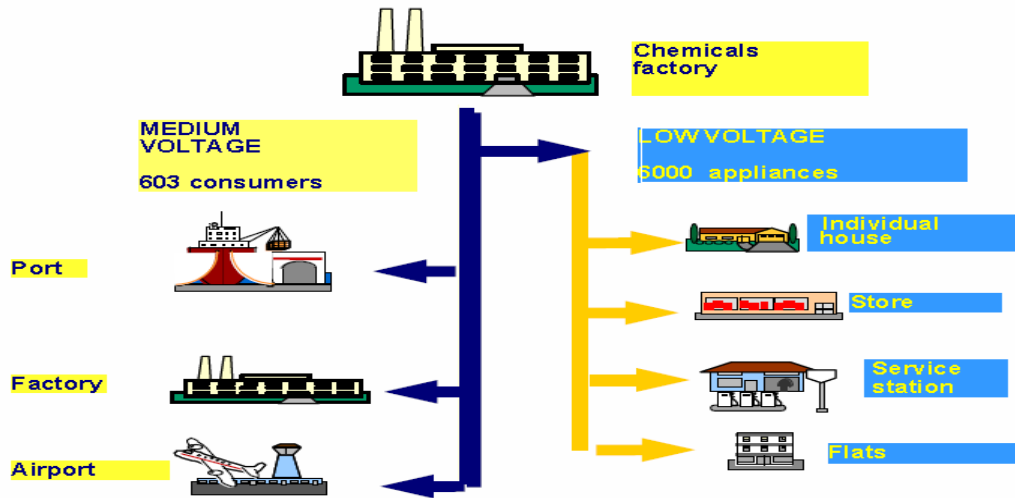 Chemicals
factory
MEDIUM
VOLTAGE
603 consumers
LOW VOLTAGE
6000 appliances
Individual
house
Port
Store
Factory
Service
station
Airport
Flats